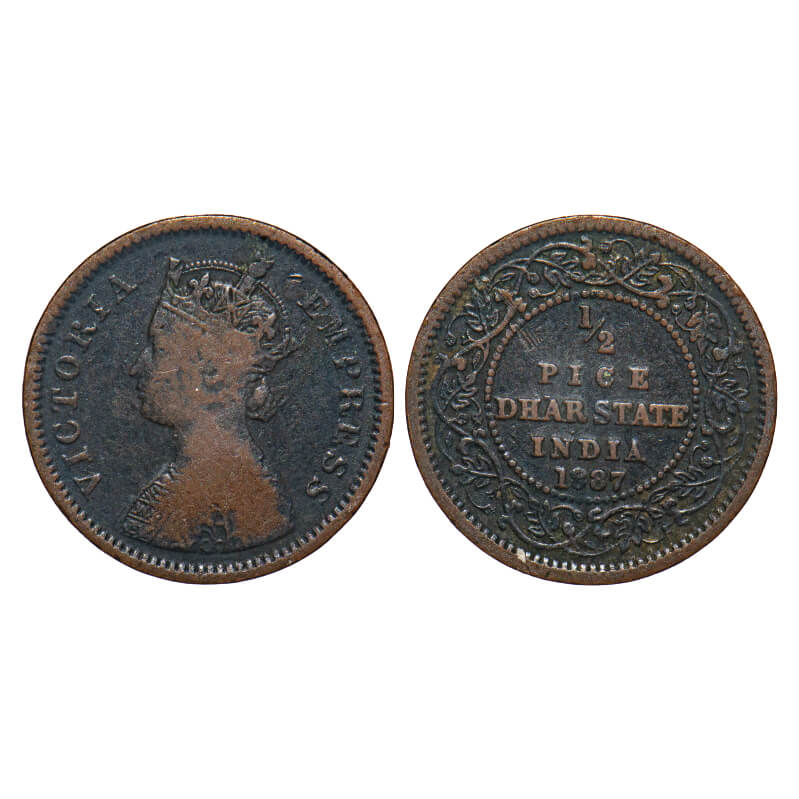 VICTORIA EMPRESS
1/2
PICE
DHAR STATE
INDIA
1887